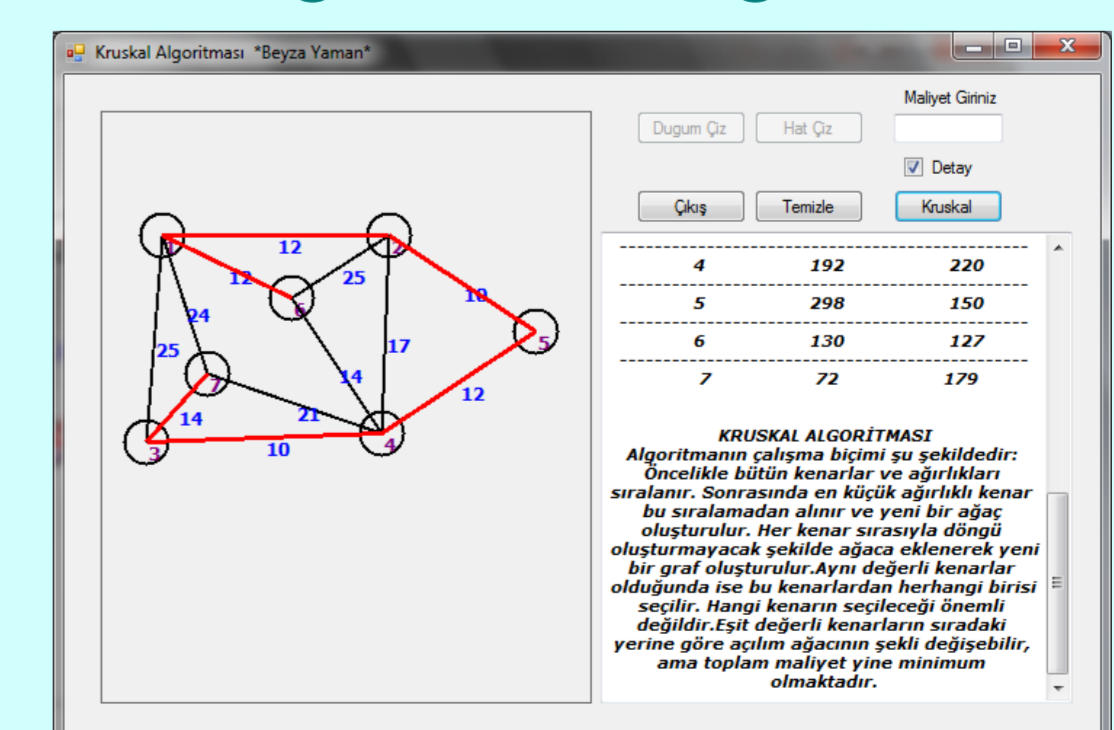 Kruskal Algoritması *Beyza Yaman*
Maliyet Giriniz
Dugum Çiz
Hat Çiz
Detay
Çıkış
Temizle
Kruskal
1
12
2
12
25
6
24
10
5
17
25
7
14
12
14
21
3
10
4
4 192 220
5 298 150
6 130 127
7 72 179
KRUSKAL ALGORİTMASI
Algoritmanın çalışma biçimi şu şekildedir:
Öncelikle bütün kenarlar ve ağırlıkları
sıralanır. Sonrasında en küçük ağırlıklı kenar
bu sıralamadan alınır ve yeni bir ağaç
oluşturulur. Her kenar sırasıyla döngü
oluşturmayacak şekilde ağaca eklenerek yeni
bir graf oluşturulur.Aynı değerli kenarlar
olduğunda ise bu kenarlardan herhangi birisi
seçilir. Hangi kenarın seçileceği önemli
değildir.Eşit değerli kenarların sıradaki
yerine göre açılım ağacının şekli değişebilir,
ama toplam maliyet yine minimum
olmaktadır.